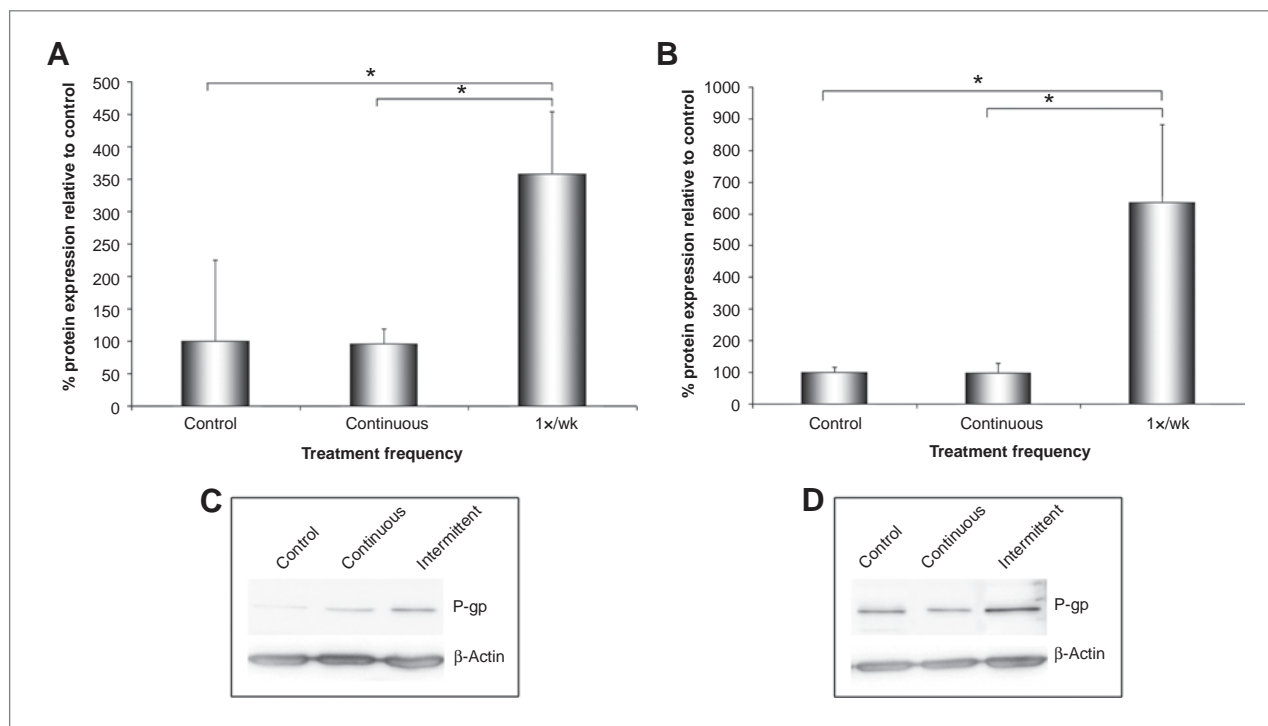 A
% protein expression relative to control
500
450
400
350
300
250
200
150
100
50
0
*
*
Control
Continuous
1×/wk
Treatment frequency
B
% protein expression relative to control
1000
900
800
700
600
500
400
300
200
100
0
*
*
Control
Continuous
1×/wk
Treatment frequency
C
Control
Continuous
Intermittent
P-gp
β-Actin
D
Control
Continuous
Intermittent
P-gp
β-Actin